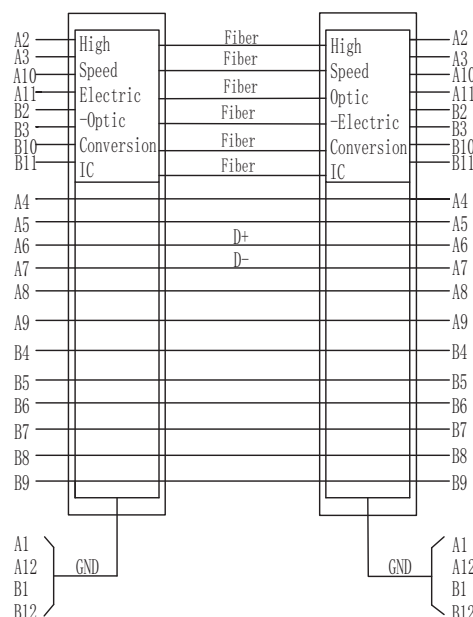 A2 High Fiber High A2
A3 Fiber A3
A10 Speed Speed A10
A11 Electric Fiber Optic A11
B2 Fiber B2
B3 -Optic -Electric B3
B10 Conversion Fiber Conversion B10
B11 IC Fiber IC B11
A4 A4
A5 A5
A6 D+ A6
A7 D- A7
A8 A8
A9 A9
B4 B4
B5 B5
B6 B6
B7 B7
B8 B8
B9 B9
A1 A1
A12 GND GND A12
B1 B1
B12 B12